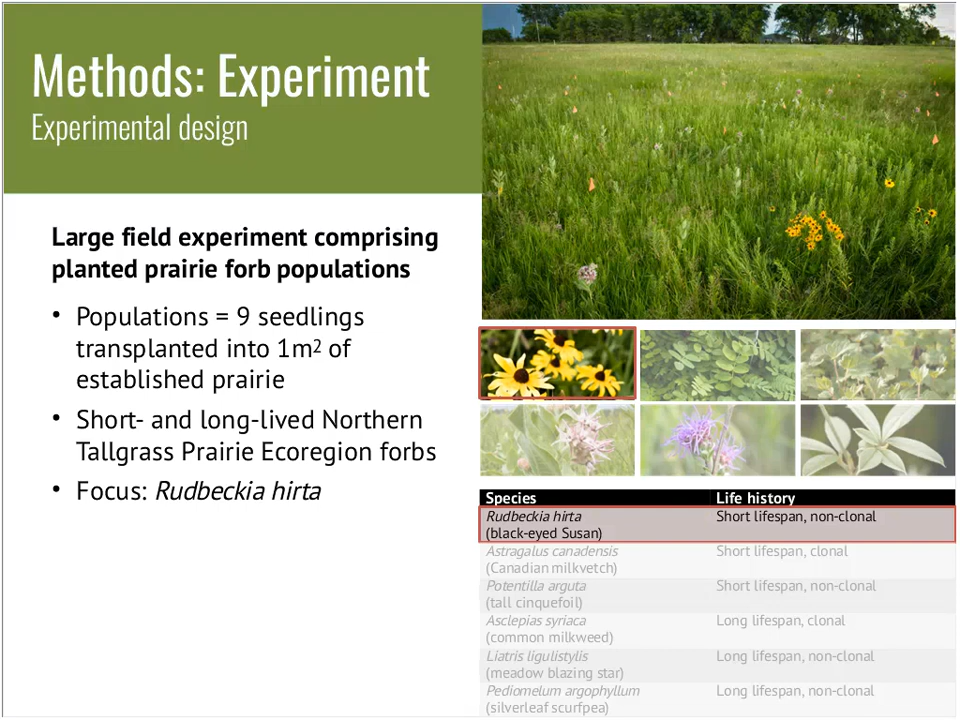 Methods: Experiment
Experimental design
Large field experiment comprising
planted prairie forb populations
• Populations = 9 seedlings
transplanted into 1m2 of
established prairie
• Short- and long-lived Northern
Tallgrass Prairie Ecoregion forbs
• Focus: Rudbeckia hirta
Species Life history
Rudbeckia hirta Short lifespan, non-clonal
(black-eyed Susan)
Astragalus canadensis Short lifespan, clonal
(Canadian milkvetch)
Potentilla arguta Short lifespan, non-clonal
(tall cinquefoil)
Asclepias syriaca Long lifespan, clonal
(common milkweed)
Liatris ligulistylis Long lifespan, non-clonal
(meadow blazing star)
Pediomelum argophyllum Long lifespan, non-clonal
(silverleaf scurfpea)